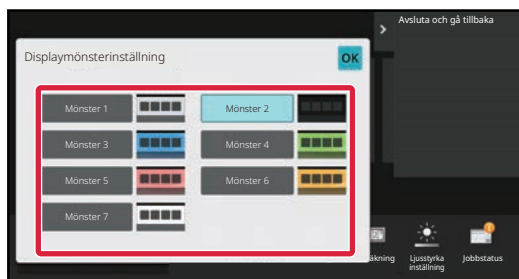 Avsluta och gå tillbaka
Displaymönsterinställning
OK
Mönster 1
Mönster 2
Mönster 3
Mönster 4
Mönster 5
Mönster 6
Mönster 7
Ljusstyrka
inställning
Jobbstatus